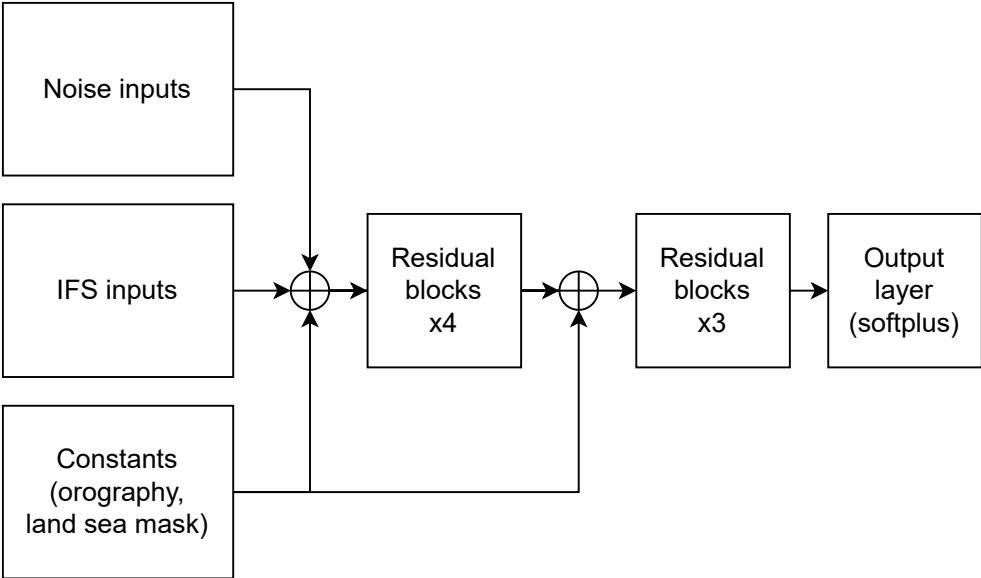 Noise inputs
IFS inputs
Constants
(orography,
land sea mask)
Residual
blocks
x4
Residual
blocks
x3
Output
layer
(softplus)